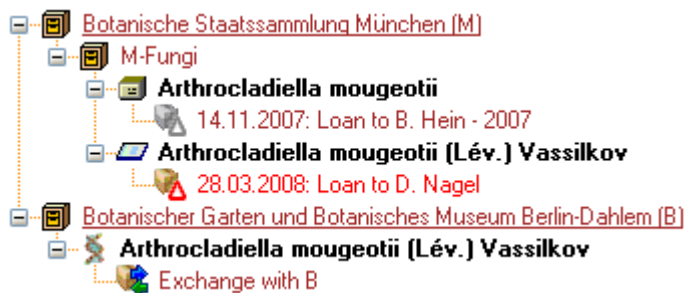 Botanische Staatssammlung München (M)
M-Fungi
Arthrocladiella mougeotii
14.11.2007: Loan to B. Hein - 2007
Arthrocladiella mougeotii (Lév.) Vassilkov
28.03.2008: Loan to D. Nagel
Botanischer Garten und Botanisches Museum Berlin-Dahlem (B)
Arthrocladiella mougeotii (Lév.) Vassilkov
Exchange with B